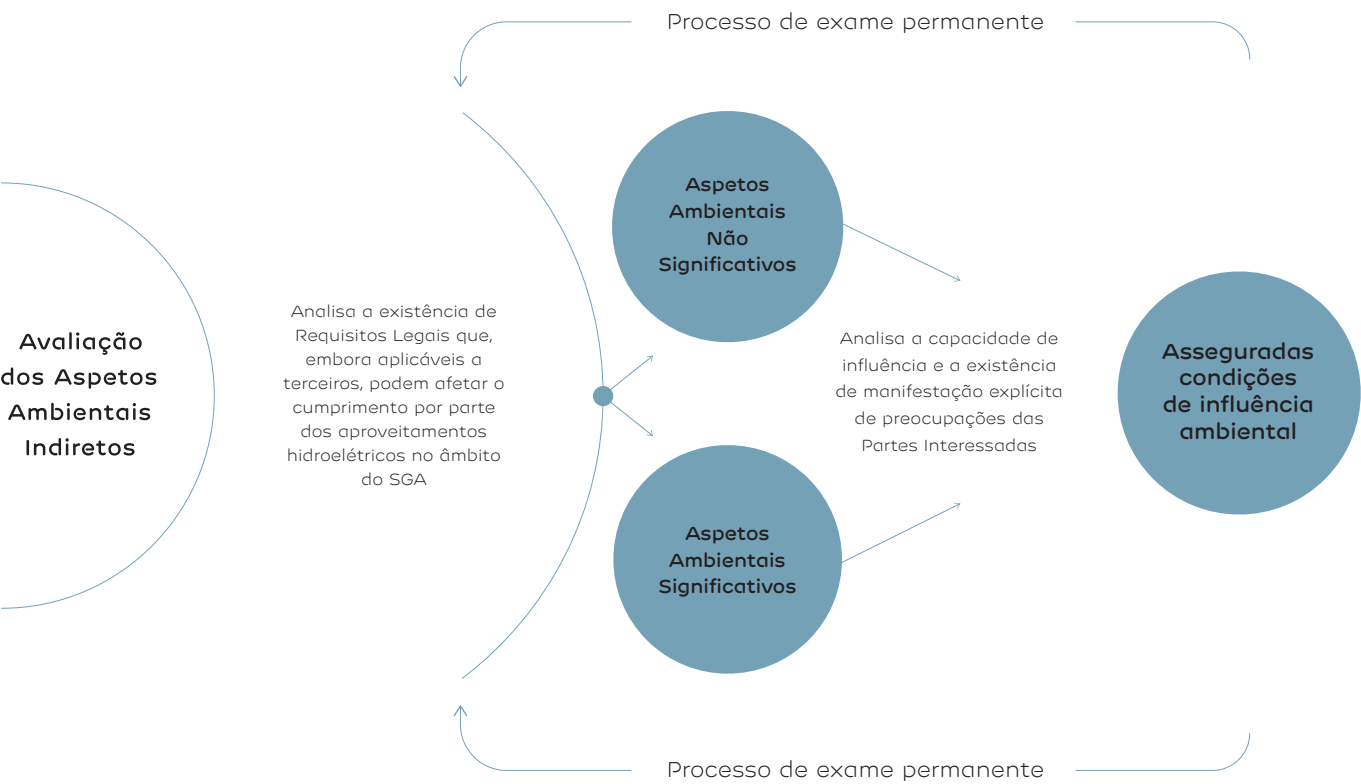 Processo de exame permanente
Avaliação
dos Aspetos
Ambientais
Indiretos
Analisa a existência de
Requisitos Legais que,
embora aplicáveis a
terceiros, podem afetar o
cumprimento por parte
dos aproveitamentos
hidroelétricos no âmbito
do SGA
Aspetos
Ambientais
Não
Significativos
Aspetos
Ambientais
Significativos
Analisa a capacidade de
influência e a existência
de manifestação explícita
de preocupações das
Partes Interessadas
Asseguradas
condições
de influência
ambiental
Processo de exame permanente